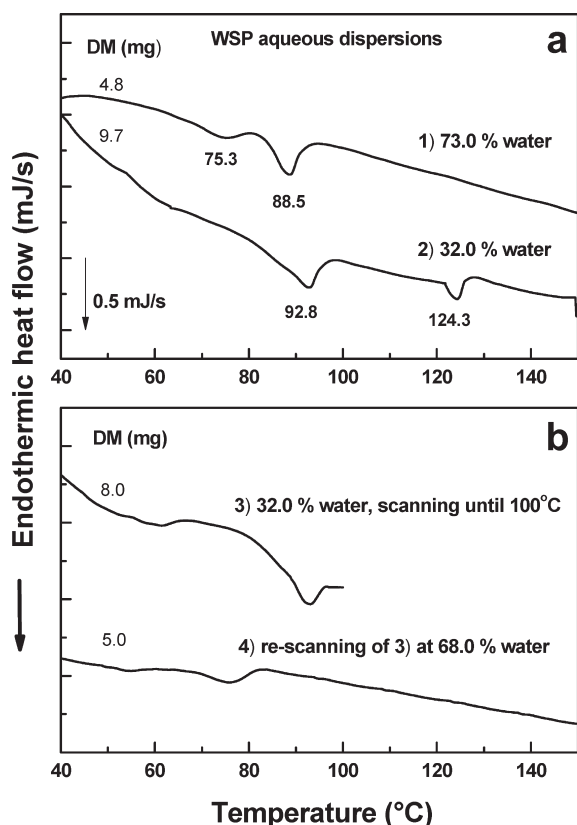 DM (mg)
WSP aqueous dispersions
a
4.8
9.7
1) 73.0 % water
75.3
88.5
2) 32.0 % water
0.5 mJ/s
92.8
124.3
40 60 80 100 120 140
b
DM (mg)
8.0
3) 32.0 % water, scanning until 100°C
5.0
4) re-scanning of 3) at 68.0 % water
40 60 80 100 120 140
Temperature (°C)
Endothermic heat flow (mJ/s)